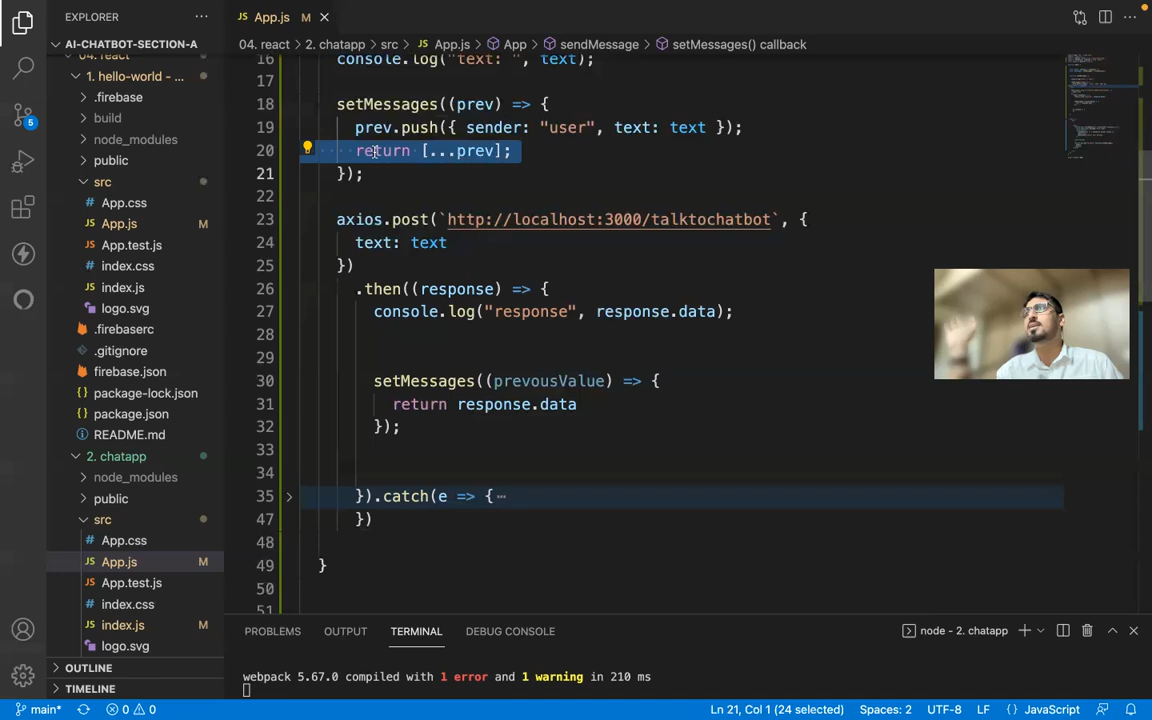 EXPLORER
App.js M
AI-CHATBOT-SECTION-A
04. react > 2. chatapp > src > App.js > App > sendMessage > setMessages() callback
04. react
1. hello-world - ...
.firebase
build
node_modules
public
src
App.css
App.js M
App.test.js
index.css
index.js
logo.svg
.firebaserc
.gitignore
firebase.json
package-lock.json
package.json
README.md
2. chatapp
node_modules
public
src
App.css
App.js M
App.test.js
index.css
index.js M
logo.svg
OUTLINE
TIMELINE
16 console.log("text: ", text);
17
18 setMessages((prev) => {
19 prev.push({ sender: "user", text: text });
20 return [...prev];
21 });
22
23 axios.post(`http://localhost:3000/talktochatbot`, {
24 text: text
25 })
26 .then((response) => {
27 console.log("response", response.data);
28
29
30 setMessages((prevousValue) => {
31 return response.data
32 });
33
34
35 }).catch(e => {…
47 })
48
49 }
50
51
PROBLEMS OUTPUT TERMINAL DEBUG CONSOLE
node - 2. chatapp
webpack 5.67.0 compiled with 1 error and 1 warning in 210 ms
5
main* 0 0 Ln 21, Col 1 (24 selected) Spaces: 2 UTF-8 LF {} JavaScript